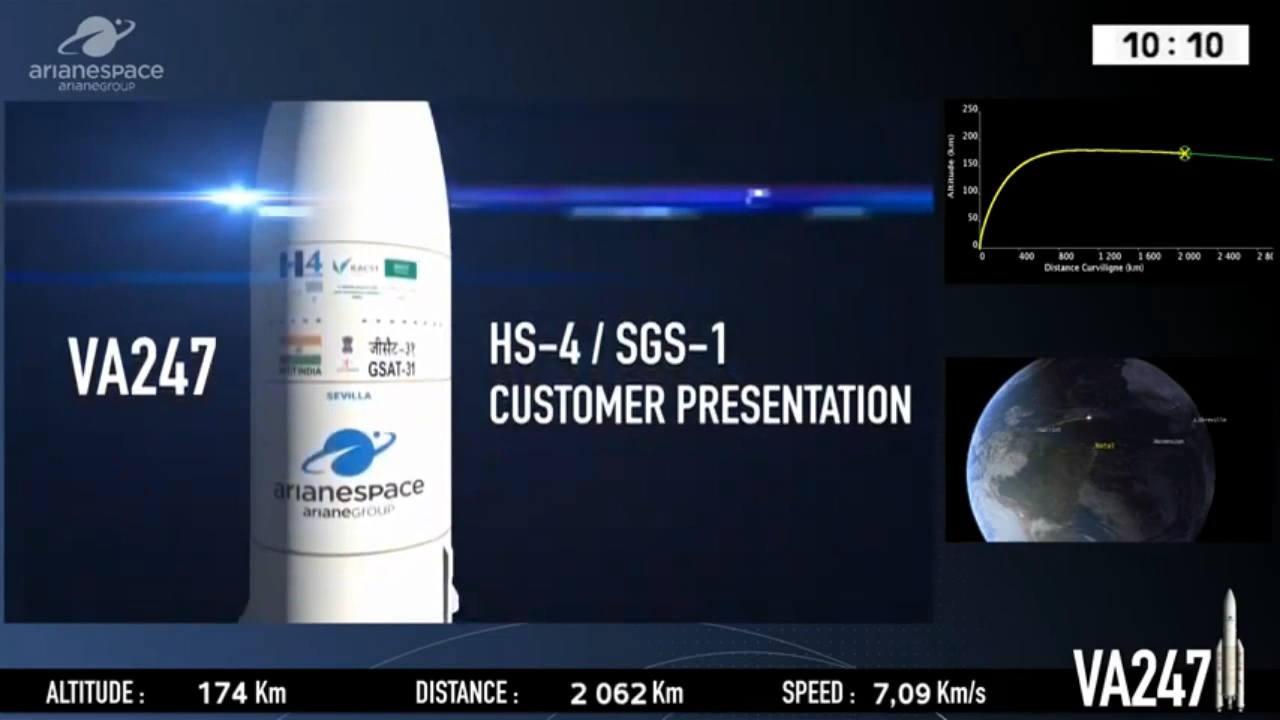 arianespace
arianeGROUP
10 : 10
VA247
H4
KACST
जीसैट-31
GSAT-31
SEVILLA
arianespace
arianeGROUP
HS-4 / SGS-1
CUSTOMER PRESENTATION
Altitude (km)
250
200
150
100
50
0
0 400 800 1 200 1 600 2 000 2 400
Distance Curviligne (km)
Libreville
Natal
Ascension
VA247
ALTITUDE : 174 Km DISTANCE : 2 062 Km SPEED : 7,09 Km/s